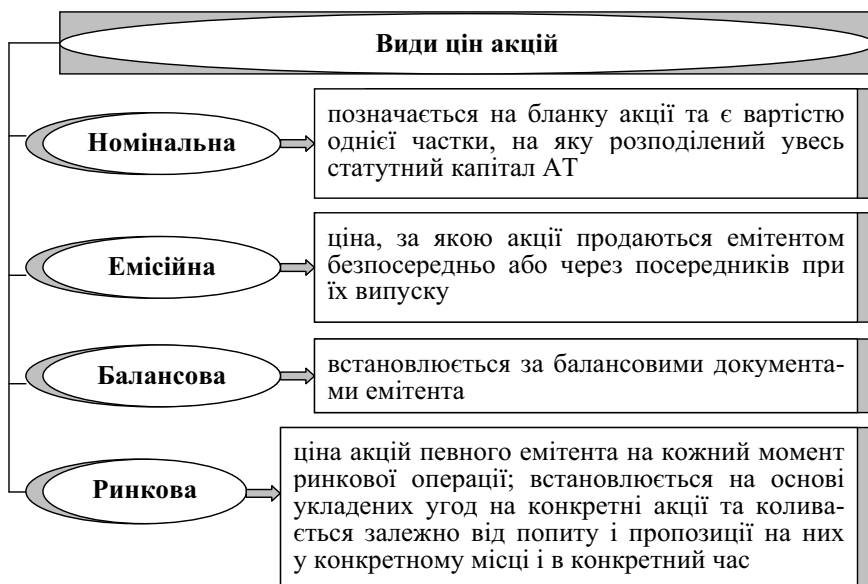 Види цін акцій
Номінальна
позначається на бланку акції та є вартістю
однієї частки, на яку розподілений увесь
статутний капітал АТ
Емісійна
ціна, за якою акції продаються емітентом
безпосередньо або через посередників при
їх випуску
Балансова
встановлюється за балансовими документа-
ми емітента
Ринкова
ціна акцій певного емітента на кожний момент
ринкової операції; встановлюється на основі
укладених угод на конкретні акції та колива-
ється залежно від попиту і пропозиції на них
у конкретному місці і в конкретний час